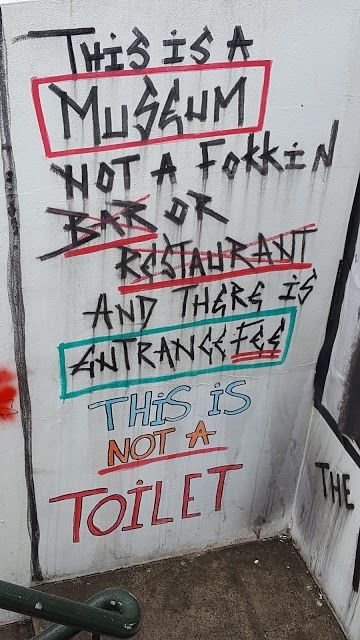 THiS iS A
MUSEUM
NOT A FOKKiN
BAR OR
RESTAURANT
AND THERE iS
ENTRANCE FEE
THiS iS
NOT A
TOiLET
THE